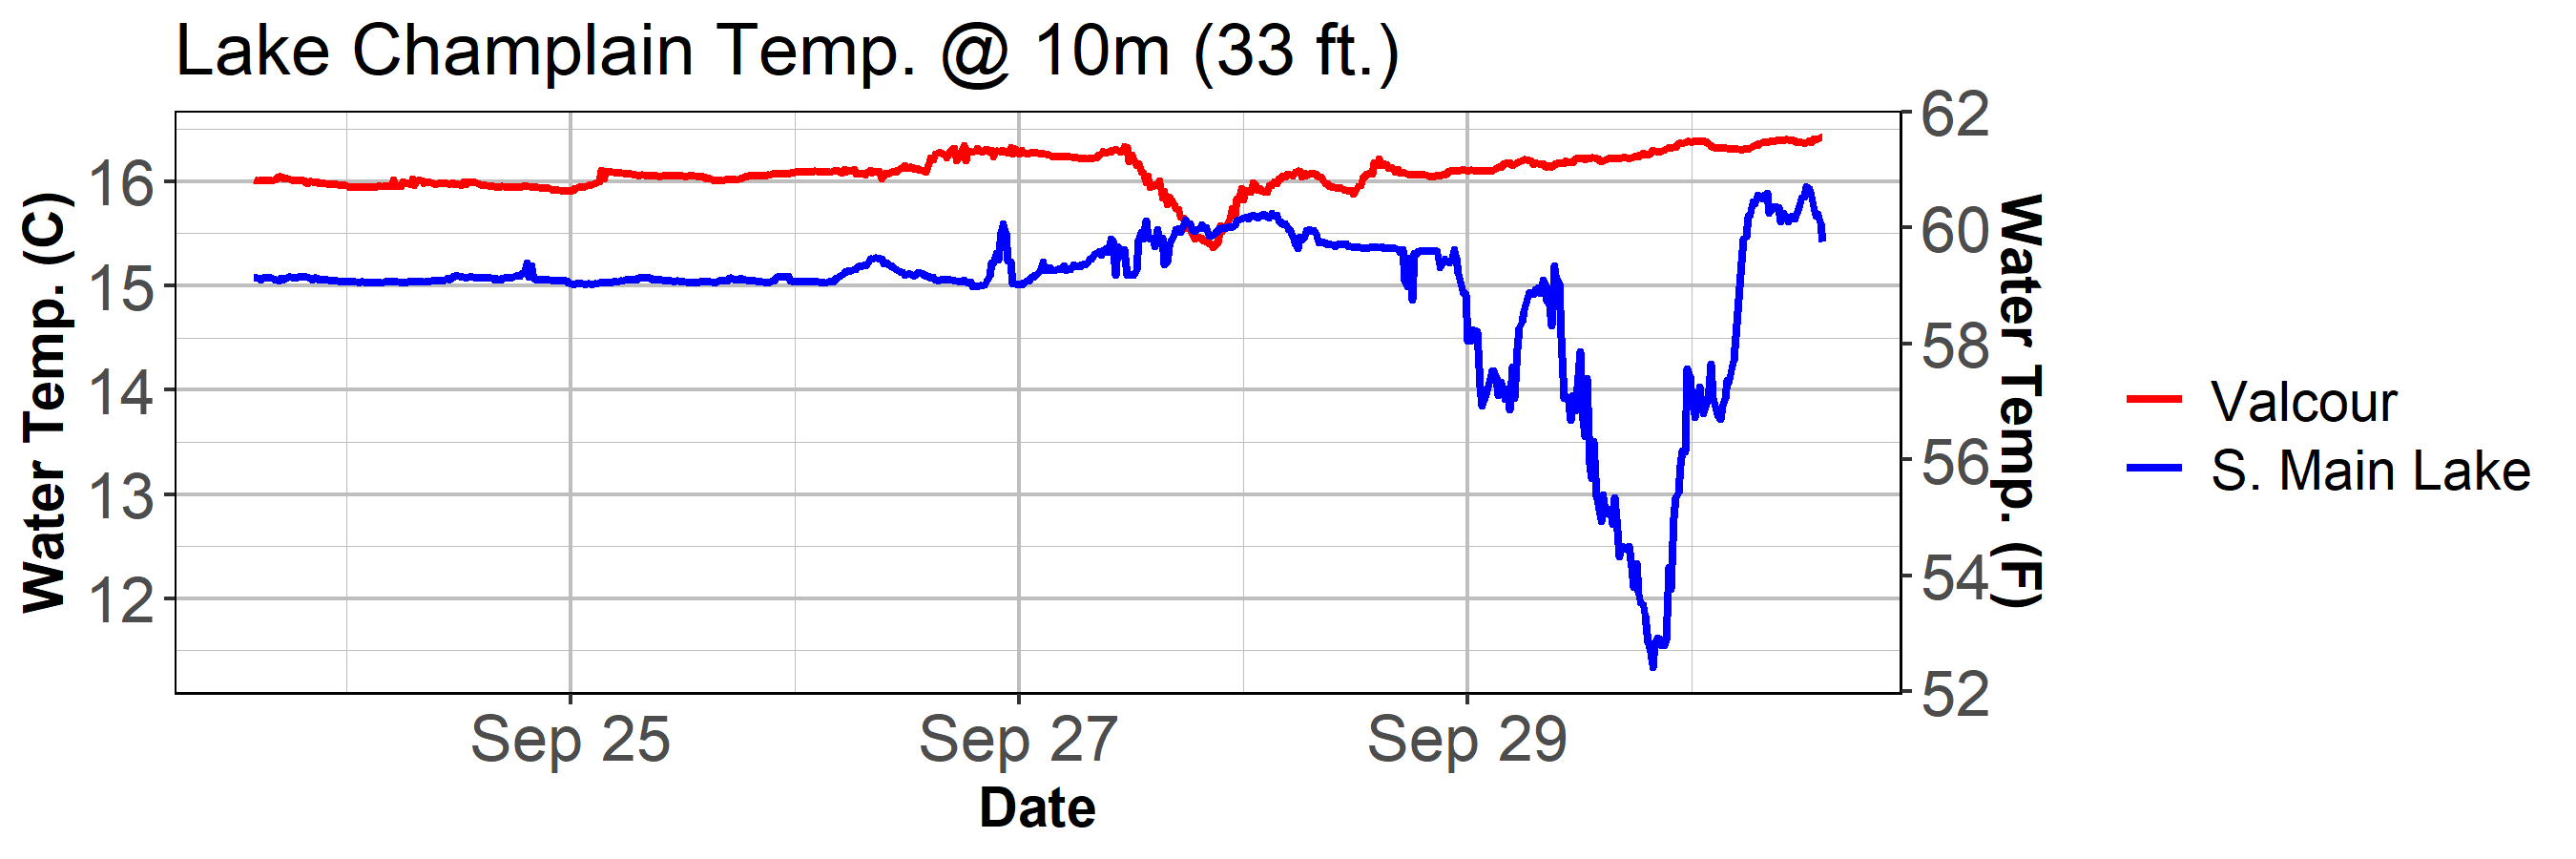 Lake Champlain Temp. @ 10m (33 ft.)
Water Temp. (C)
16
15
14
13
12
62
60
58
56
54
52
Water Temp. (F)
Sep 25
Sep 27
Sep 29
Date
Valcour
S. Main Lake